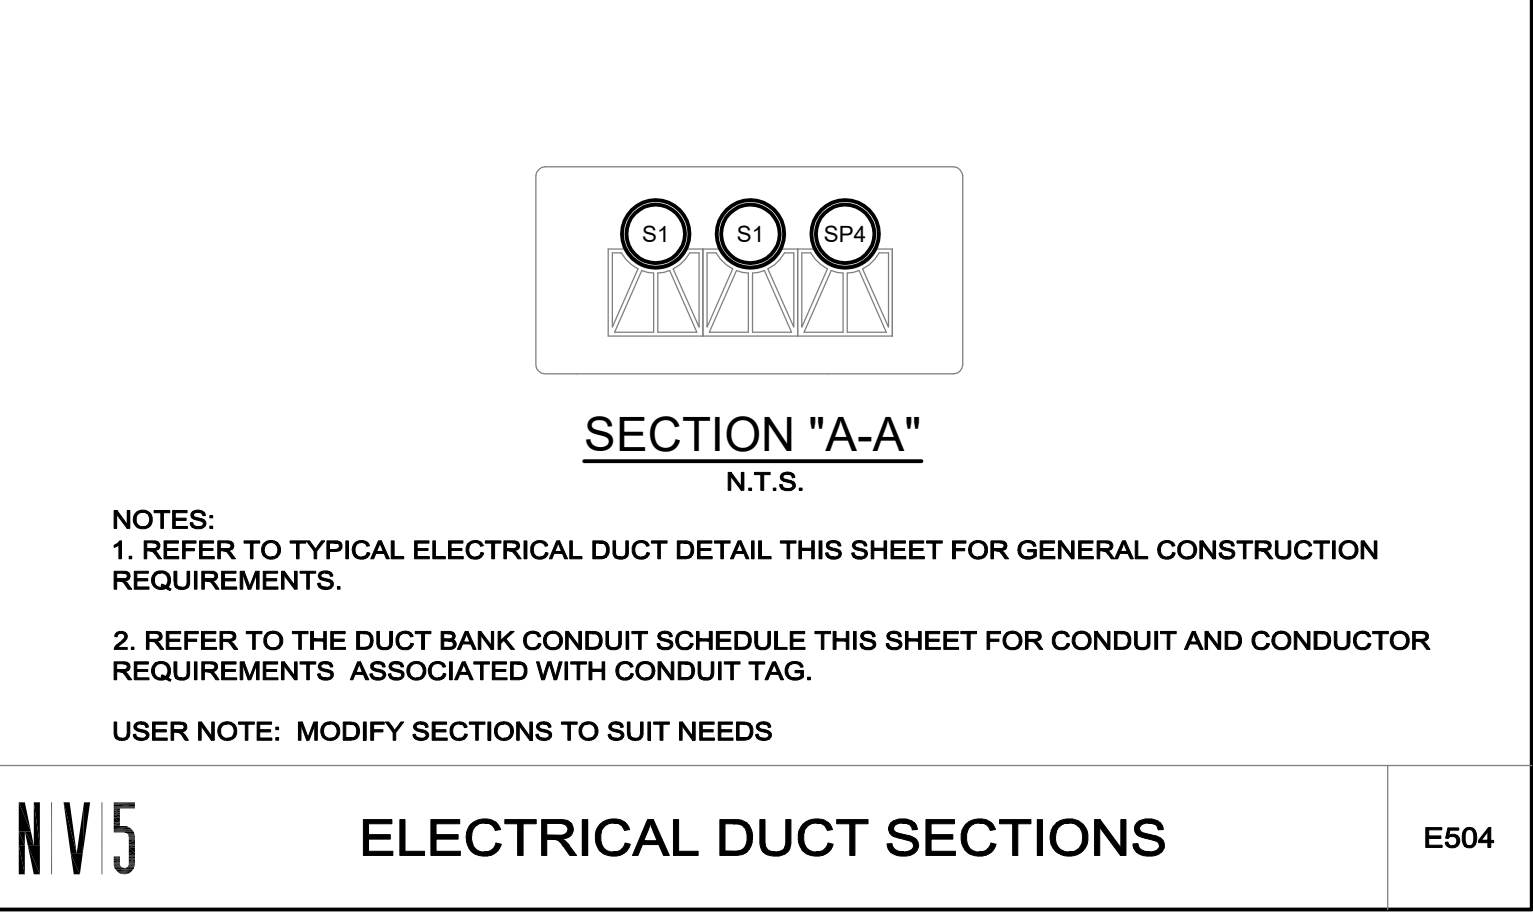 S1 S1 SP4
SECTION "A-A"
N.T.S.
NOTES:
1. REFER TO TYPICAL ELECTRICAL DUCT DETAIL THIS SHEET FOR GENERAL CONSTRUCTION
REQUIREMENTS.
2. REFER TO THE DUCT BANK CONDUIT SCHEDULE THIS SHEET FOR CONDUIT AND CONDUCTOR
REQUIREMENTS  ASSOCIATED WITH CONDUIT TAG.
USER NOTE:  MODIFY SECTIONS TO SUIT NEEDS
N|V|5
ELECTRICAL DUCT SECTIONS
E504